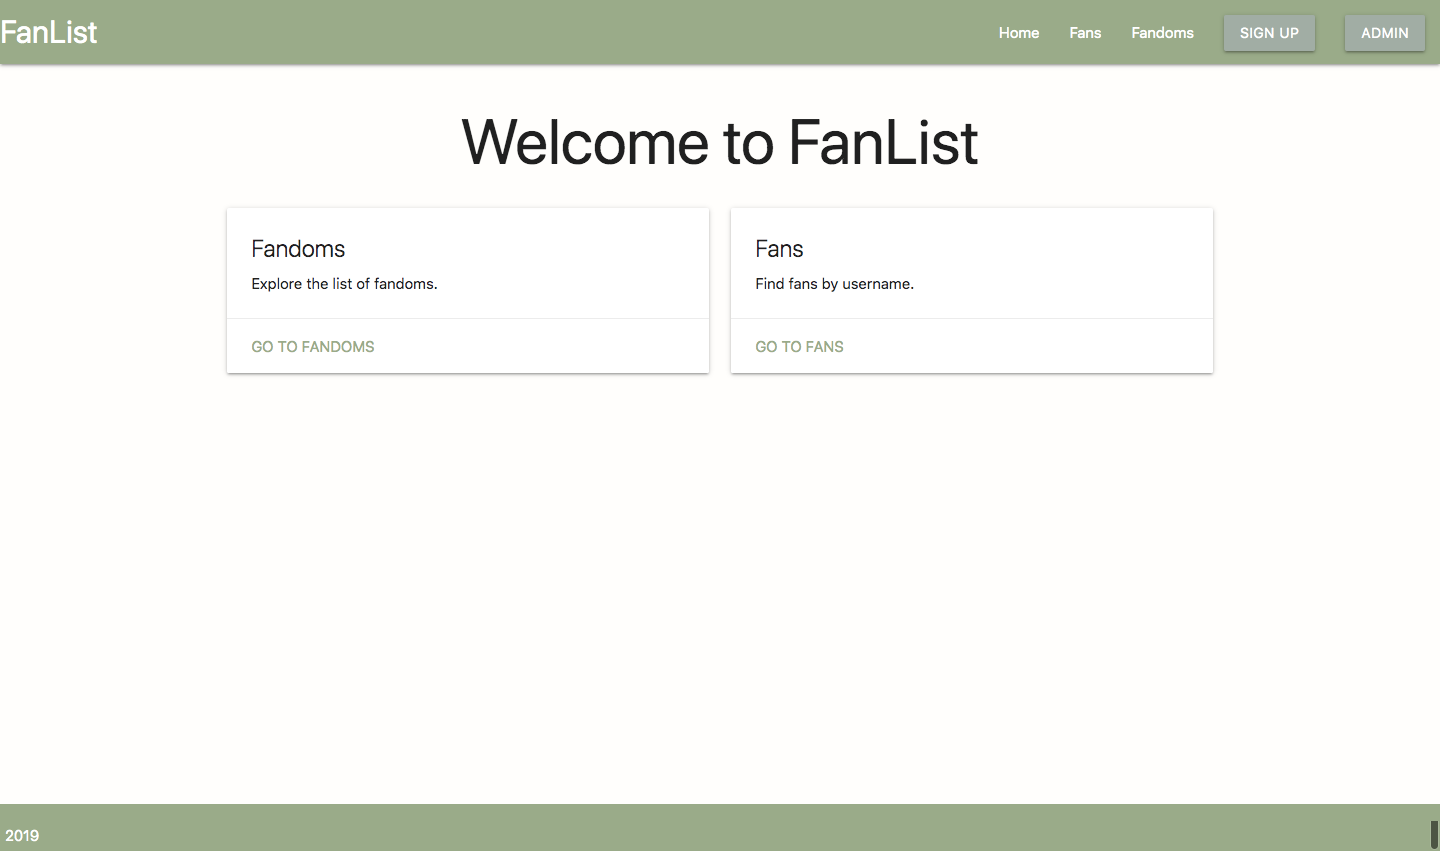 FanList
Home Fans Fandoms SIGN UP ADMIN
Welcome to FanList
Fandoms
Explore the list of fandoms.
GO TO FANDOMS
Fans
Find fans by username.
GO TO FANS
2019